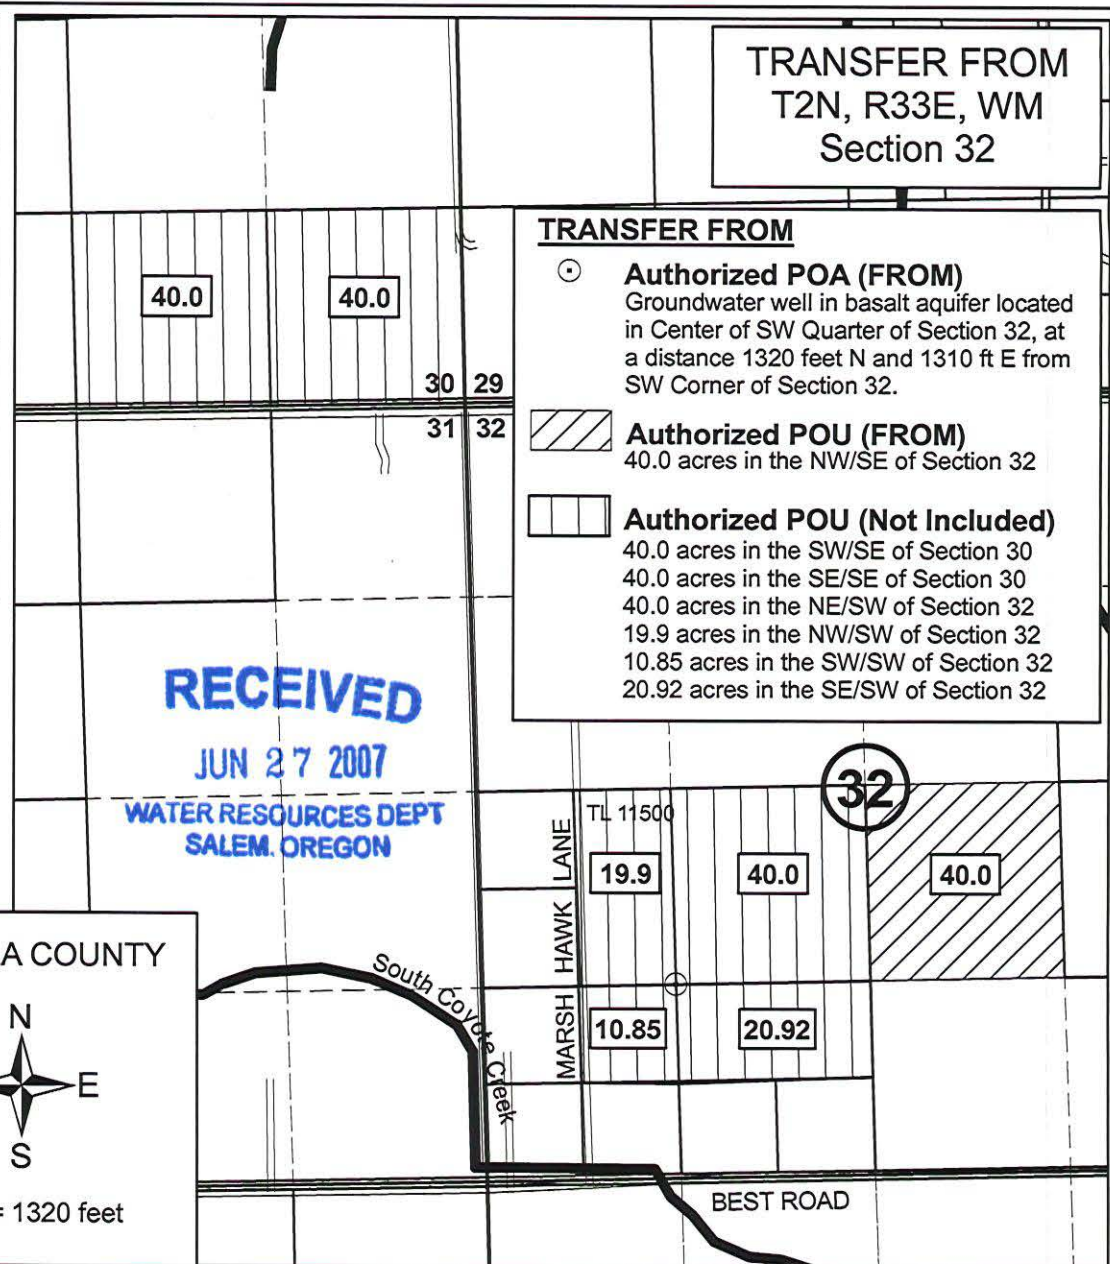 TRANSFER FROM
T2N, R33E, WM
Section 32
TRANSFER FROM
Authorized POA (FROM)
Groundwater well in basalt aquifer located
in Center of SW Quarter of Section 32, at
a distance 1320 feet N and 1310 ft E from
SW Corner of Section 32.
Authorized POU (FROM)
40.0 acres in the NW/SE of Section 32
Authorized POU (Not Included)
40.0 acres in the SW/SE of Section 30
40.0 acres in the SE/SE of Section 30
40.0 acres in the NE/SW of Section 32
19.9 acres in the NW/SW of Section 32
10.85 acres in the SW/SW of Section 32
20.92 acres in the SE/SW of Section 32
40.0
40.0
30 29
31 32
RECEIVED
JUN 27 2007
WATER RESOURCES DEPT
SALEM, OREGON
32
TL 11500
19.9
40.0
40.0
MARSH HAWK LANE
10.85
20.92
South Coyote Creek
A COUNTY
N
E
S
= 1320 feet
BEST ROAD